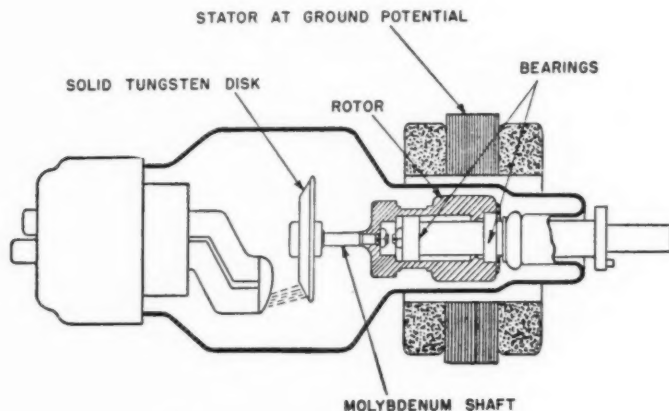 STATOR AT GROUND POTENTIAL
BEARINGS
SOLID TUNGSTEN DISK
ROTOR
MOLYBDENUM SHAFT